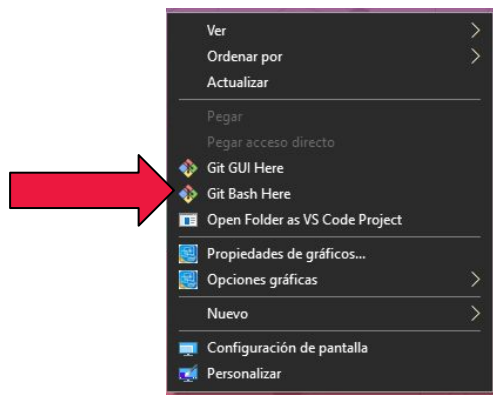 Ver
Ordenar por
Actualizar
Pegar
Pegar acceso directo
Git GUI Here
Git Bash Here
Open Folder as VS Code Project
Propiedades de gráficos...
Opciones gráficas
Nuevo
Configuración de pantalla
Personalizar